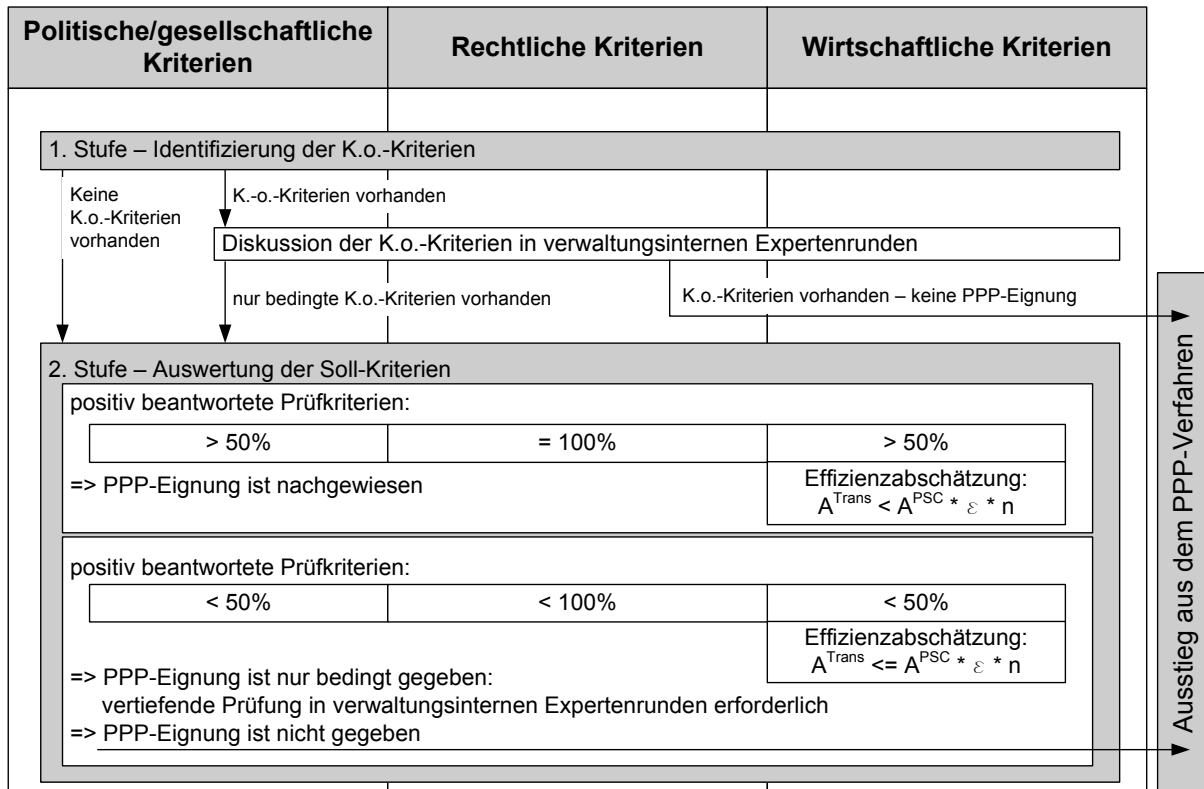 Politische/gesellschaftliche
Kriterien
Rechtliche Kriterien
Wirtschaftliche Kriterien
1. Stufe – Identifizierung der K.o.-Kriterien
Keine
K.o.-Kriterien
vorhanden
K.-o.-Kriterien vorhanden
Diskussion der K.o.-Kriterien in verwaltungsinternen Expertenrunden
nur bedingte K.o.-Kriterien vorhanden
K.o.-Kriterien vorhanden – keine PPP-Eignung
2. Stufe – Auswertung der Soll-Kriterien
positiv beantwortete Prüfkriterien:
> 50%
= 100%
> 50%
=> PPP-Eignung ist nachgewiesen
Effizienzabschätzung:
A^Trans < A^PSC * ε * n
positiv beantwortete Prüfkriterien:
< 50%
< 100%
< 50%
Effizienzabschätzung:
A^Trans <= A^PSC * ε * n
=> PPP-Eignung ist nur bedingt gegeben:
vertiefende Prüfung in verwaltungsinternen Expertenrunden erforderlich
=> PPP-Eignung ist nicht gegeben
Ausstieg aus dem PPP-Verfahren